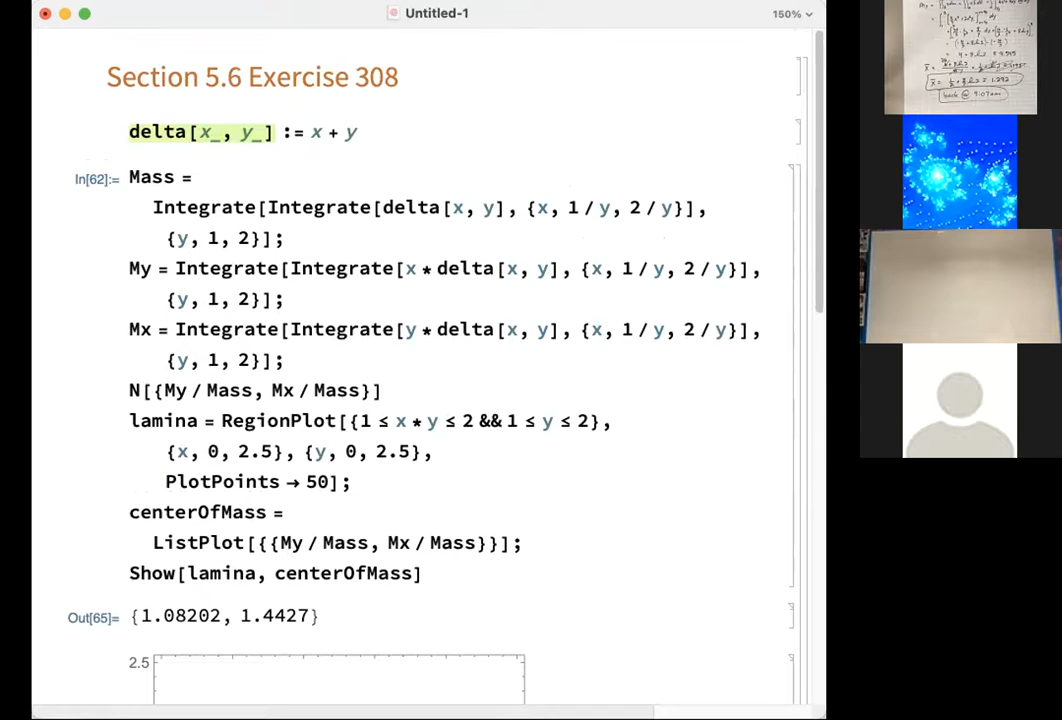 Untitled-1
150%
Section 5.6 Exercise 308
delta[x_, y_] := x + y
In[62]:= Mass =
Integrate[Integrate[delta[x, y], {x, 1 / y, 2 / y}],
{y, 1, 2}];
My = Integrate[Integrate[x * delta[x, y], {x, 1 / y, 2 / y}],
{y, 1, 2}];
Mx = Integrate[Integrate[y * delta[x, y], {x, 1 / y, 2 / y}],
{y, 1, 2}];
N[{My / Mass, Mx / Mass}]
lamina = RegionPlot[{1 ≤ x * y ≤ 2 && 1 ≤ y ≤ 2},
{x, 0, 2.5}, {y, 0, 2.5},
PlotPoints → 50];
centerOfMass =
ListPlot[{{My / Mass, Mx / Mass}}];
Show[lamina, centerOfMass]
Out[65]= {1.08202, 1.4427}
2.5
back @ 9:07am